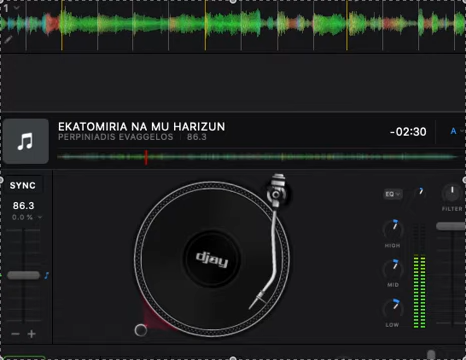 1
EKATOMIRIA NA MU HARIZUN
PERPINIADIS EVAGGELOS 86.3
-02:30
A
SYNC
86.3
0.0 %
djay
EQ
HIGH
MID
LOW
FILTER